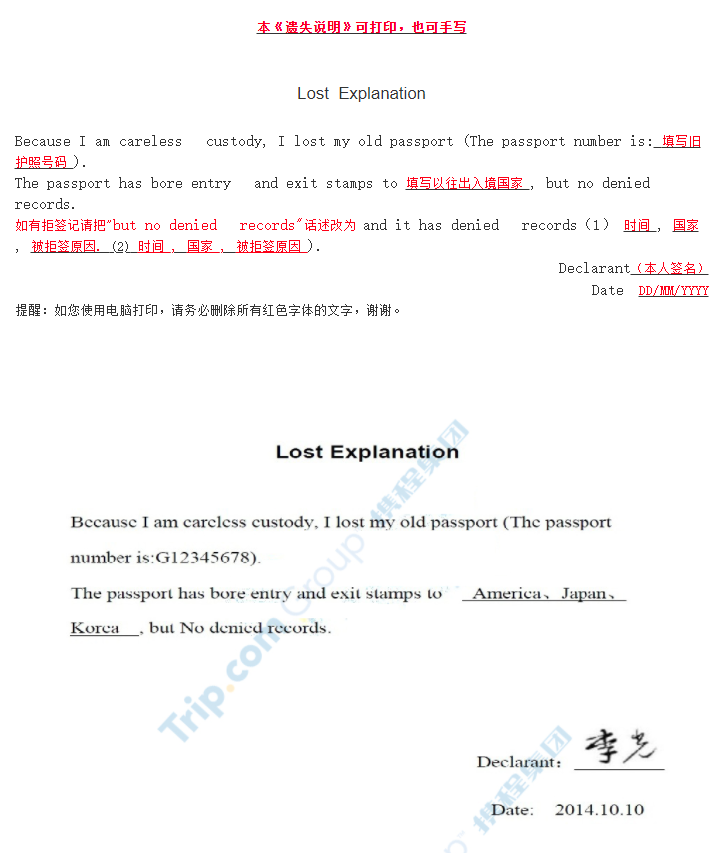 本《遗失说明》可打印，也可手写
Lost Explanation
Because I am careless custody, I lost my old passport (The passport number is: 填写旧
护照号码 ).
The passport has bore entry and exit stamps to 填写以往出入境国家 , but no denied
records.
如有拒签记请把"but no denied records"话述改为 and it has denied records（1） 时间 , 国家
, 被拒签原因. (2) 时间 , 国家 , 被拒签原因 ).
Declarant（本人签名）
Date DD/MM/YYYY
提醒：如您使用电脑打印，请务必删除所有红色字体的文字，谢谢。
Lost Explanation
Because I am careless custody, I lost my old passport (The passport
number is:G12345678).
The passport has bore entry and exit stamps to America、Japan、
Korea , but No denied records.
Declarant: 李光
Date: 2014.10.10
Trip.com Group™ 携程集团
携程集团